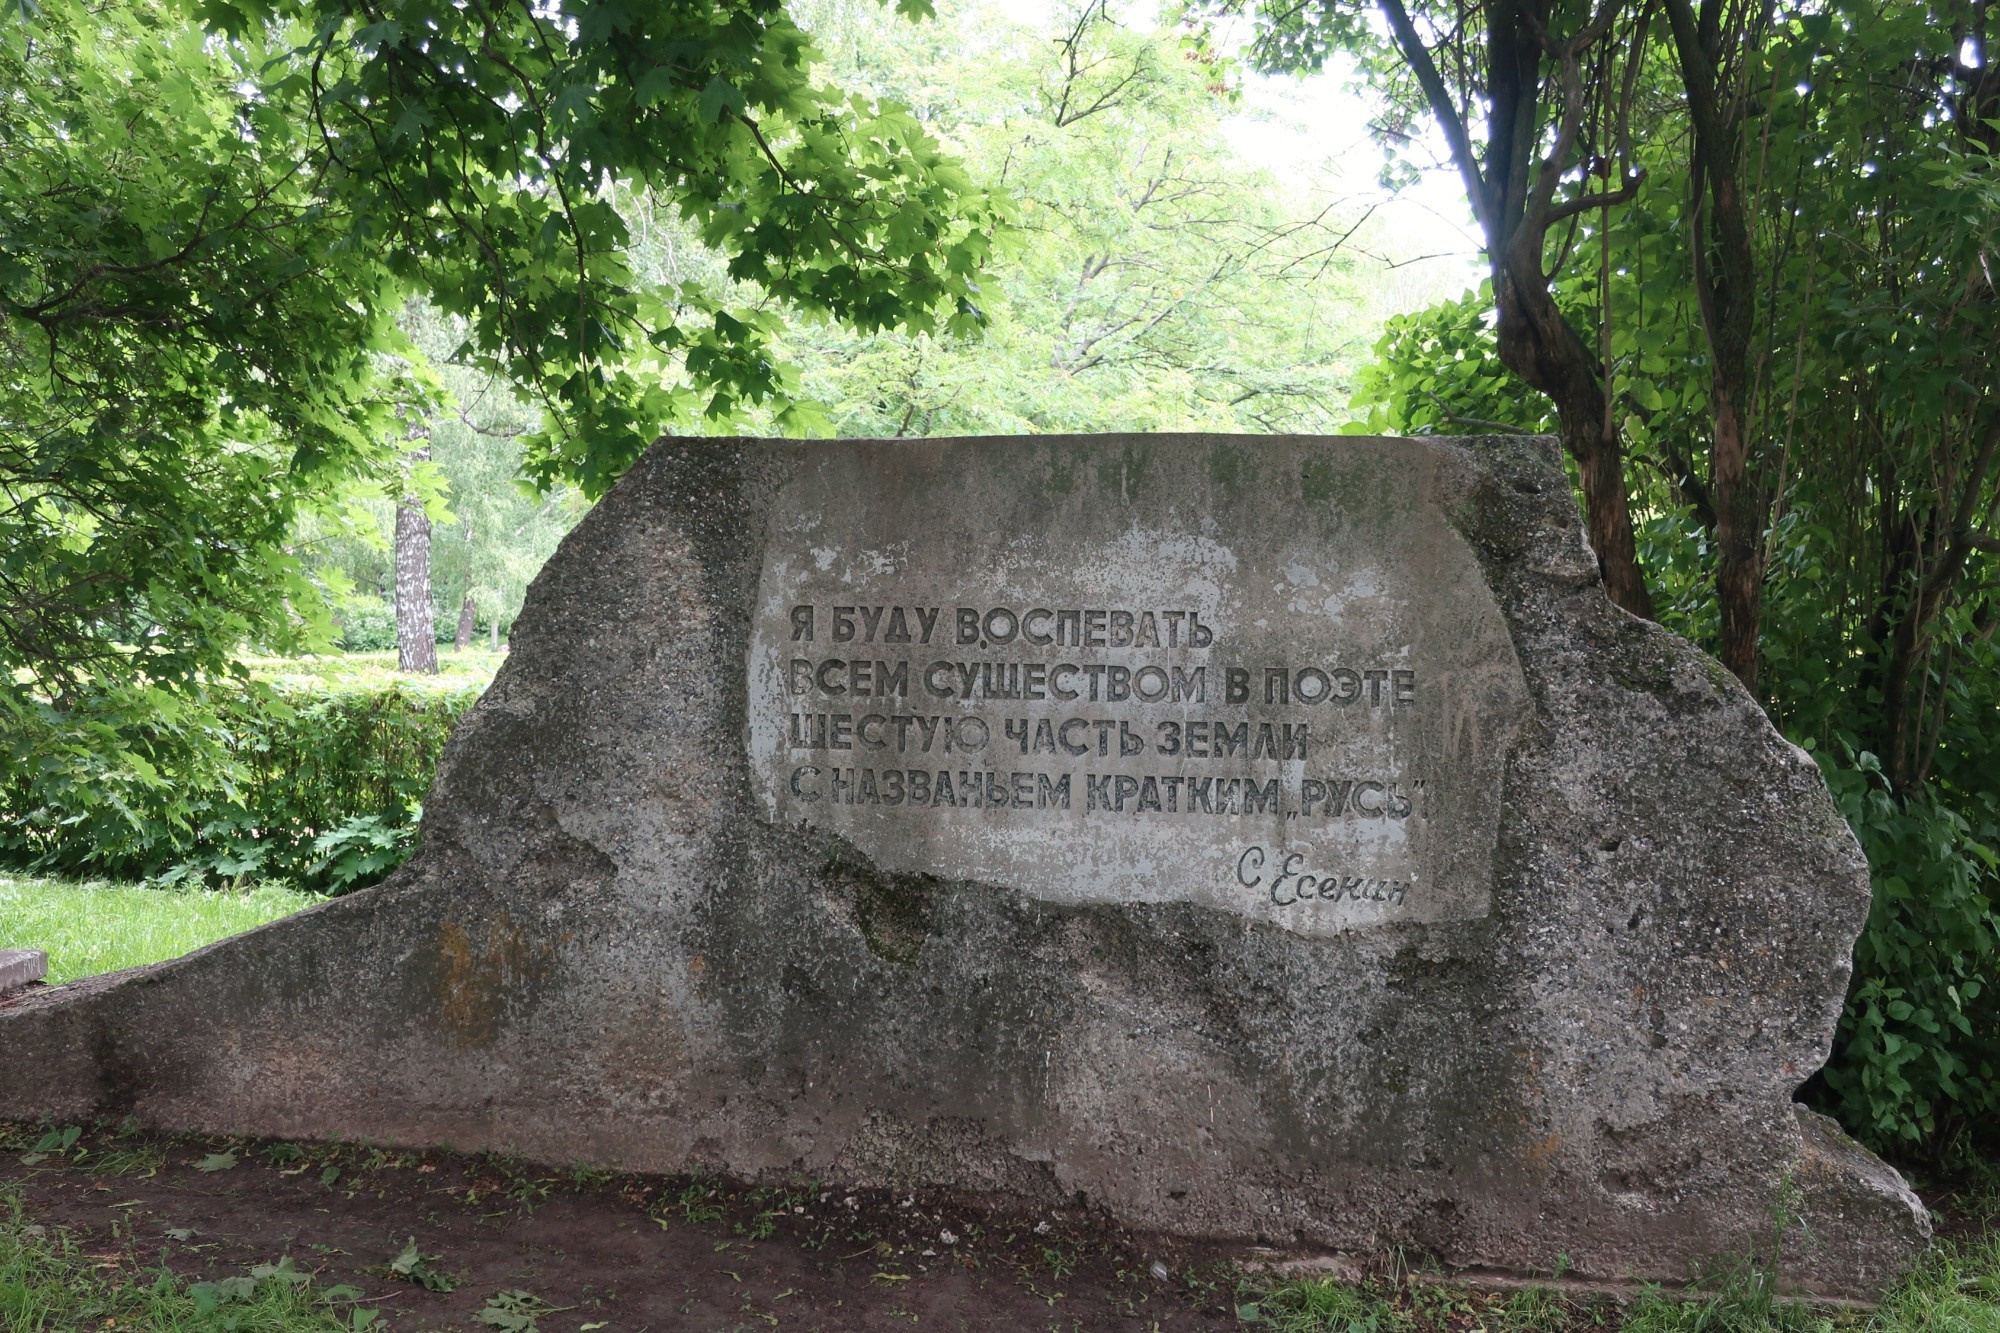 Я БУДУ ВОСПЕВАТЬ
ВСЕМ СУЩЕСТВОМ В ПОЭТЕ
ШЕСТУЮ ЧАСТЬ ЗЕМЛИ
С НАЗВАНЬЕМ КРАТКИМ „РУСЬ”.
С Есенин